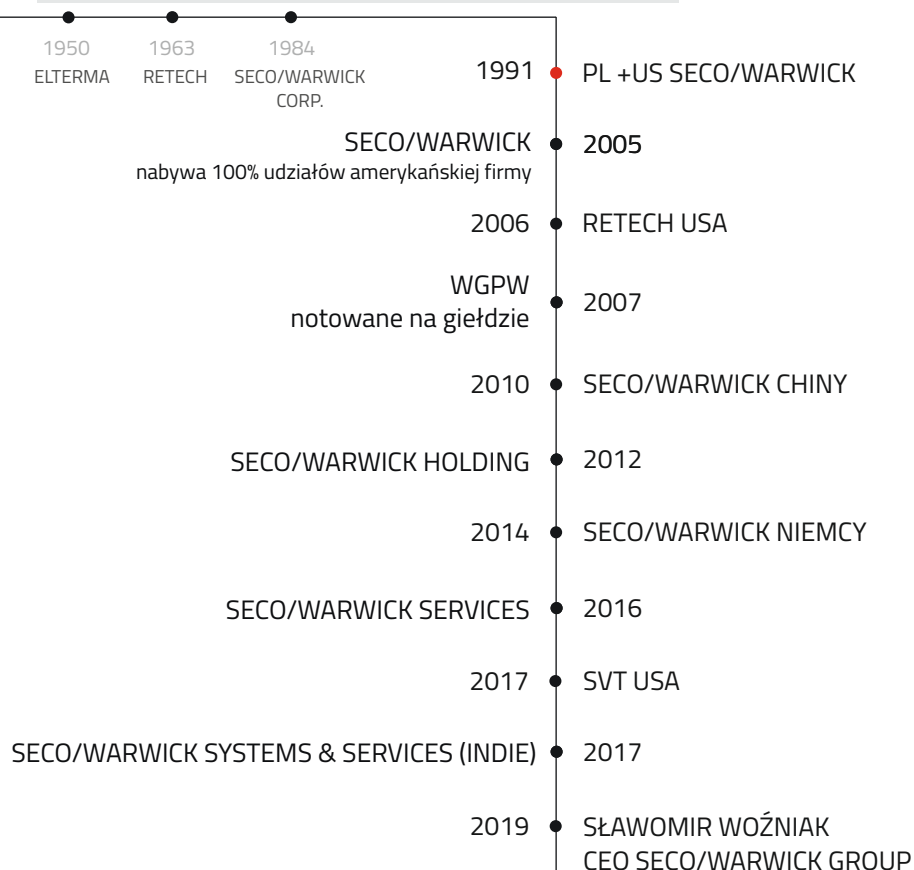 1950
ELTERMA
1963
RETECH
1984
SECO/WARWICK
CORP.
1991
PL +US SECO/WARWICK
SECO/WARWICK
nabywa 100% udziałów amerykańskiej firmy
2005
2006
RETECH USA
WGPW
notowane na giełdzie
2007
2010
SECO/WARWICK CHINY
SECO/WARWICK HOLDING
2012
2014
SECO/WARWICK NIEMCY
SECO/WARWICK SERVICES
2016
2017
SVT USA
SECO/WARWICK SYSTEMS & SERVICES (INDIE)
2017
2019
SŁAWOMIR WOŹNIAK
CEO SECO/WARWICK GROUP